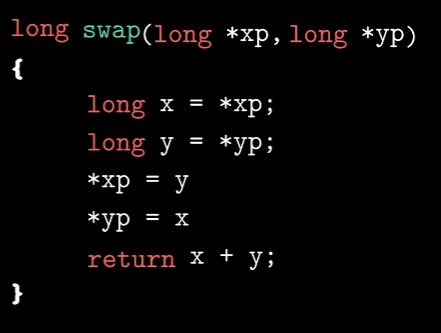 long swap(long *xp, long *yp)
{
long x = *xp;
long y = *yp;
*xp = y
*yp = x
return x + y;
}